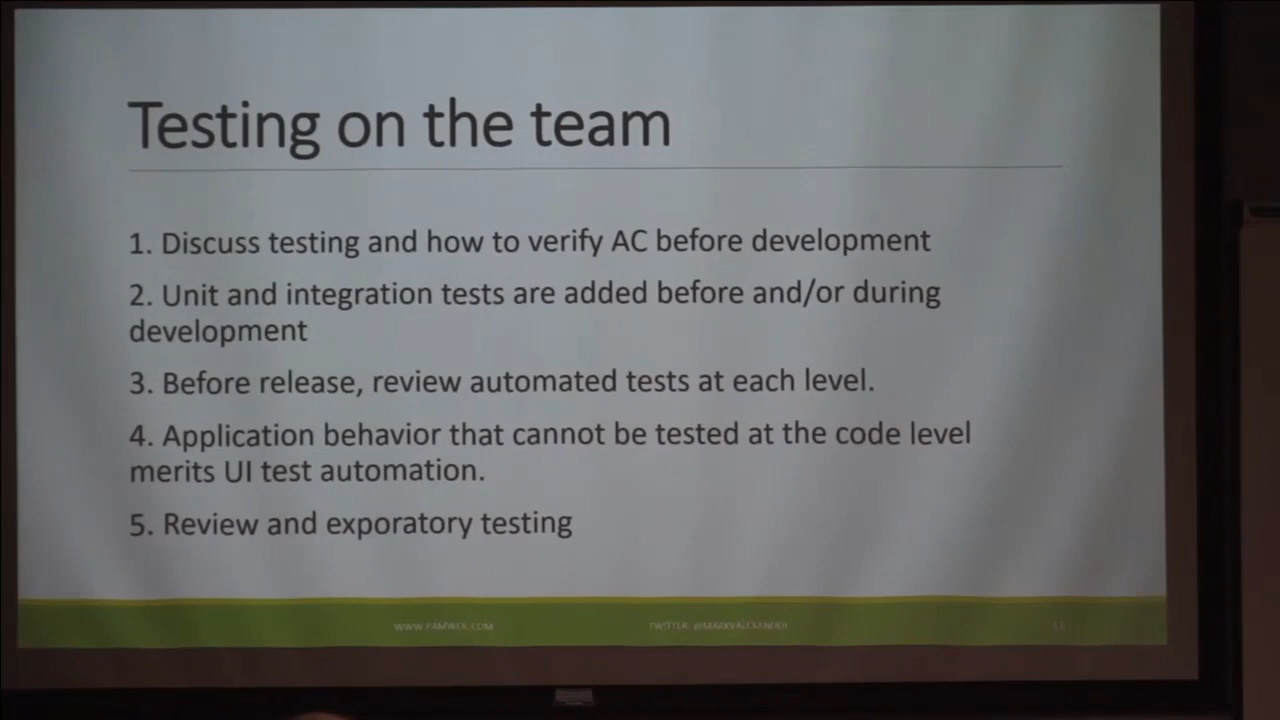 Testing on the team
1. Discuss testing and how to verify AC before development
2. Unit and integration tests are added before and/or during
development
3. Before release, review automated tests at each level.
4. Application behavior that cannot be tested at the code level
merits UI test automation.
5. Review and exporatory testing
TWITTER: @MARKVALEXANDER